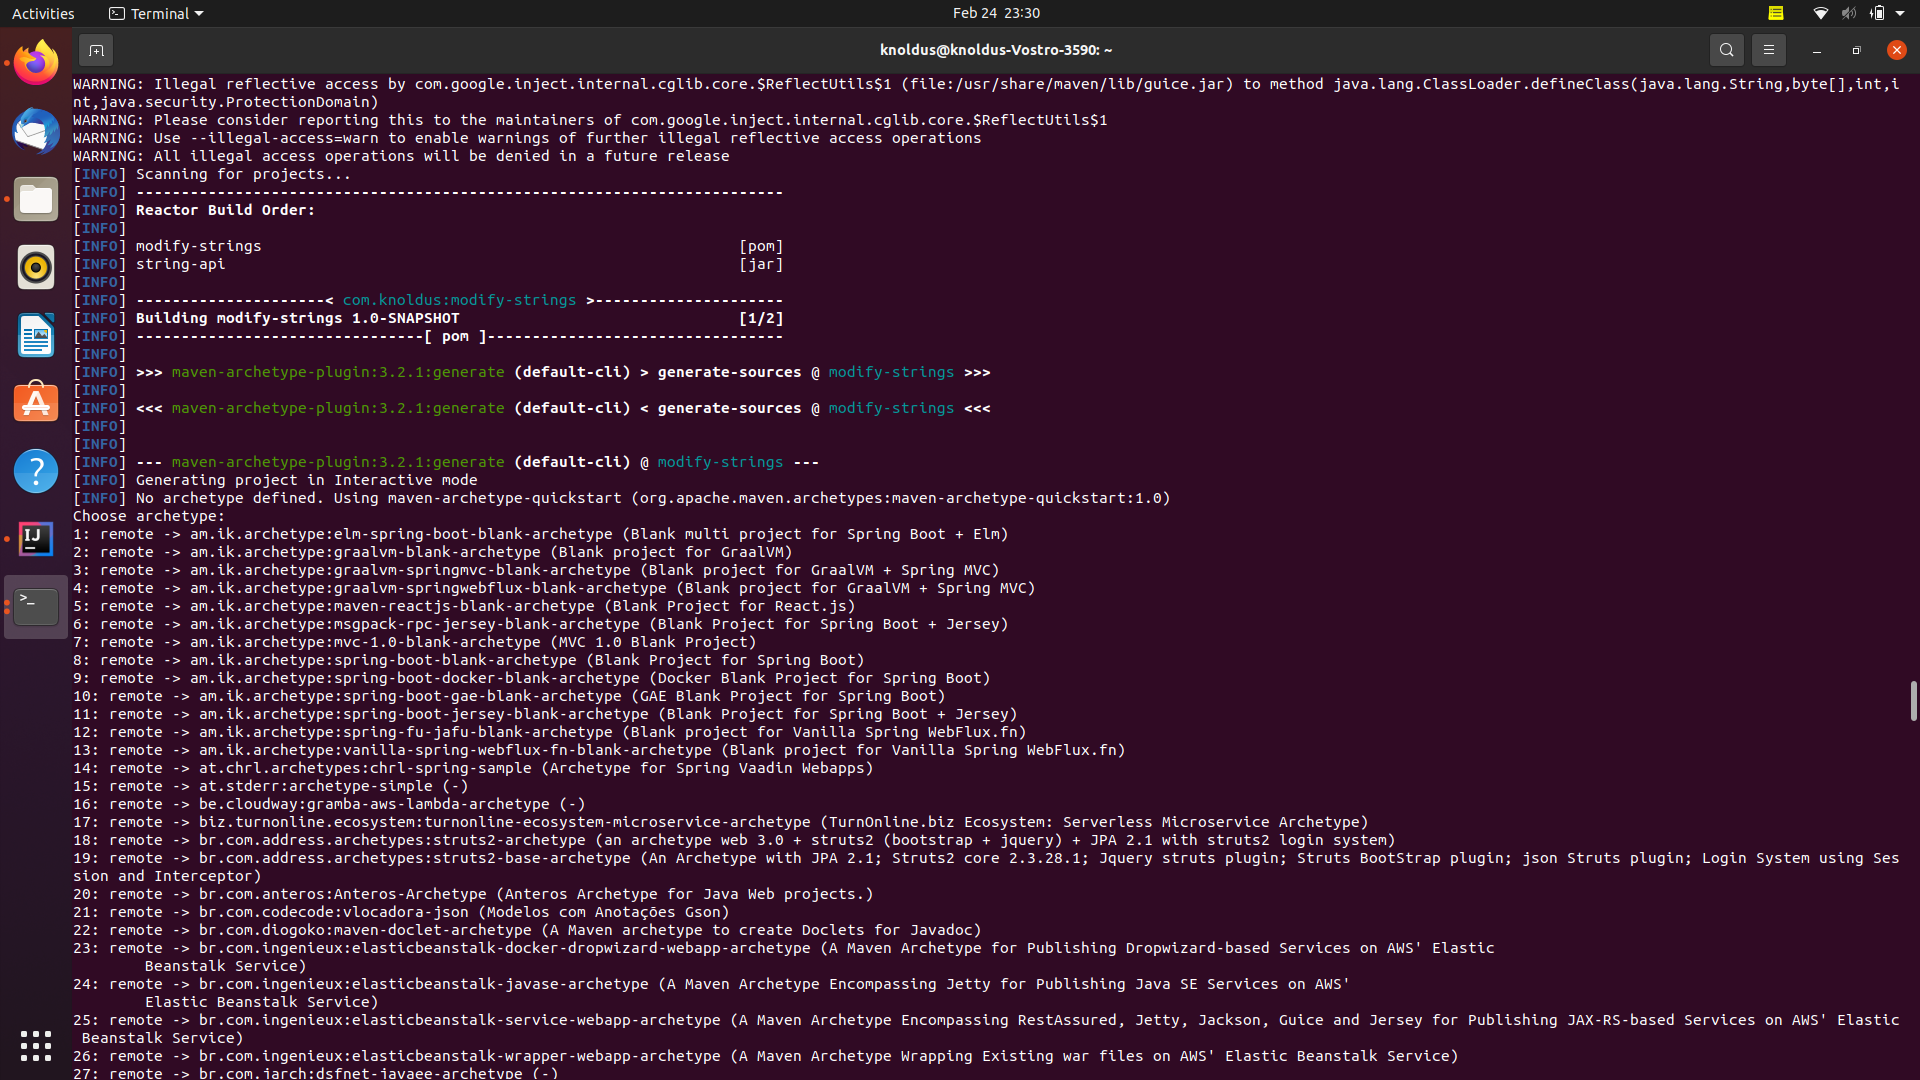 Activities
Terminal
Feb 24 23:30
knoldus@knoldus-Vostro-3590: ~
WARNING: Illegal reflective access by com.google.inject.internal.cglib.core.$ReflectUtils$1 (file:/usr/share/maven/lib/guice.jar) to method java.lang.ClassLoader.defineClass(java.lang.String,byte[],int,i
nt,java.security.ProtectionDomain)
WARNING: Please consider reporting this to the maintainers of com.google.inject.internal.cglib.core.$ReflectUtils$1
WARNING: Use --illegal-access=warn to enable warnings of further illegal reflective access operations
WARNING: All illegal access operations will be denied in a future release
[INFO] Scanning for projects...
[INFO] ------------------------------------------------------------------------
[INFO] Reactor Build Order:
[INFO]
[INFO] modify-strings                                                     [pom]
[INFO] string-api                                                         [jar]
[INFO]
[INFO] ---------------------< com.knoldus:modify-strings >---------------------
[INFO] Building modify-strings 1.0-SNAPSHOT                               [1/2]
[INFO] --------------------------------[ pom ]---------------------------------
[INFO]
[INFO] >>> maven-archetype-plugin:3.2.1:generate (default-cli) > generate-sources @ modify-strings >>>
[INFO]
[INFO] <<< maven-archetype-plugin:3.2.1:generate (default-cli) < generate-sources @ modify-strings <<<
[INFO]
[INFO]
[INFO] --- maven-archetype-plugin:3.2.1:generate (default-cli) @ modify-strings ---
[INFO] Generating project in Interactive mode
[INFO] No archetype defined. Using maven-archetype-quickstart (org.apache.maven.archetypes:maven-archetype-quickstart:1.0)
Choose archetype:
1: remote -> am.ik.archetype:elm-spring-boot-blank-archetype (Blank multi project for Spring Boot + Elm)
2: remote -> am.ik.archetype:graalvm-blank-archetype (Blank project for GraalVM)
3: remote -> am.ik.archetype:graalvm-springmvc-blank-archetype (Blank project for GraalVM + Spring MVC)
4: remote -> am.ik.archetype:graalvm-springwebflux-blank-archetype (Blank project for GraalVM + Spring MVC)
5: remote -> am.ik.archetype:maven-reactjs-blank-archetype (Blank Project for React.js)
6: remote -> am.ik.archetype:msgpack-rpc-jersey-blank-archetype (Blank Project for Spring Boot + Jersey)
7: remote -> am.ik.archetype:mvc-1.0-blank-archetype (MVC 1.0 Blank Project)
8: remote -> am.ik.archetype:spring-boot-blank-archetype (Blank Project for Spring Boot)
9: remote -> am.ik.archetype:spring-boot-docker-blank-archetype (Docker Blank Project for Spring Boot)
10: remote -> am.ik.archetype:spring-boot-gae-blank-archetype (GAE Blank Project for Spring Boot)
11: remote -> am.ik.archetype:spring-boot-jersey-blank-archetype (Blank Project for Spring Boot + Jersey)
12: remote -> am.ik.archetype:spring-fu-jafu-blank-archetype (Blank project for Vanilla Spring WebFlux.fn)
13: remote -> am.ik.archetype:vanilla-spring-webflux-fn-blank-archetype (Blank project for Vanilla Spring WebFlux.fn)
14: remote -> at.chrl.archetypes:chrl-spring-sample (Archetype for Spring Vaadin Webapps)
15: remote -> at.stderr:archetype-simple (-)
16: remote -> be.cloudway:gramba-aws-lambda-archetype (-)
17: remote -> biz.turnonline.ecosystem:turnonline-ecosystem-microservice-archetype (TurnOnline.biz Ecosystem: Serverless Microservice Archetype)
18: remote -> br.com.address.archetypes:struts2-archetype (an archetype web 3.0 + struts2 (bootstrap + jquery) + JPA 2.1 with struts2 login system)
19: remote -> br.com.address.archetypes:struts2-base-archetype (An Archetype with JPA 2.1; Struts2 core 2.3.28.1; Jquery struts plugin; Struts BootStrap plugin; json Struts plugin; Login System using Ses
sion and Interceptor)
20: remote -> br.com.anteros:Anteros-Archetype (Anteros Archetype for Java Web projects.)
21: remote -> br.com.codecode:vlocadora-json (Modelos com Anotações Gson)
22: remote -> br.com.diogoko:maven-doclet-archetype (A Maven archetype to create Doclets for Javadoc)
23: remote -> br.com.ingenieux:elasticbeanstalk-docker-dropwizard-webapp-archetype (A Maven Archetype for Publishing Dropwizard-based Services on AWS' Elastic
        Beanstalk Service)
24: remote -> br.com.ingenieux:elasticbeanstalk-javase-archetype (A Maven Archetype Encompassing Jetty for Publishing Java SE Services on AWS'
        Elastic Beanstalk Service)
25: remote -> br.com.ingenieux:elasticbeanstalk-service-webapp-archetype (A Maven Archetype Encompassing RestAssured, Jetty, Jackson, Guice and Jersey for Publishing JAX-RS-based Services on AWS' Elastic
 Beanstalk Service)
26: remote -> br.com.ingenieux:elasticbeanstalk-wrapper-webapp-archetype (A Maven Archetype Wrapping Existing war files on AWS' Elastic Beanstalk Service)
27: remote -> br.com.jarch:dsfnet-javaee-archetype (-)